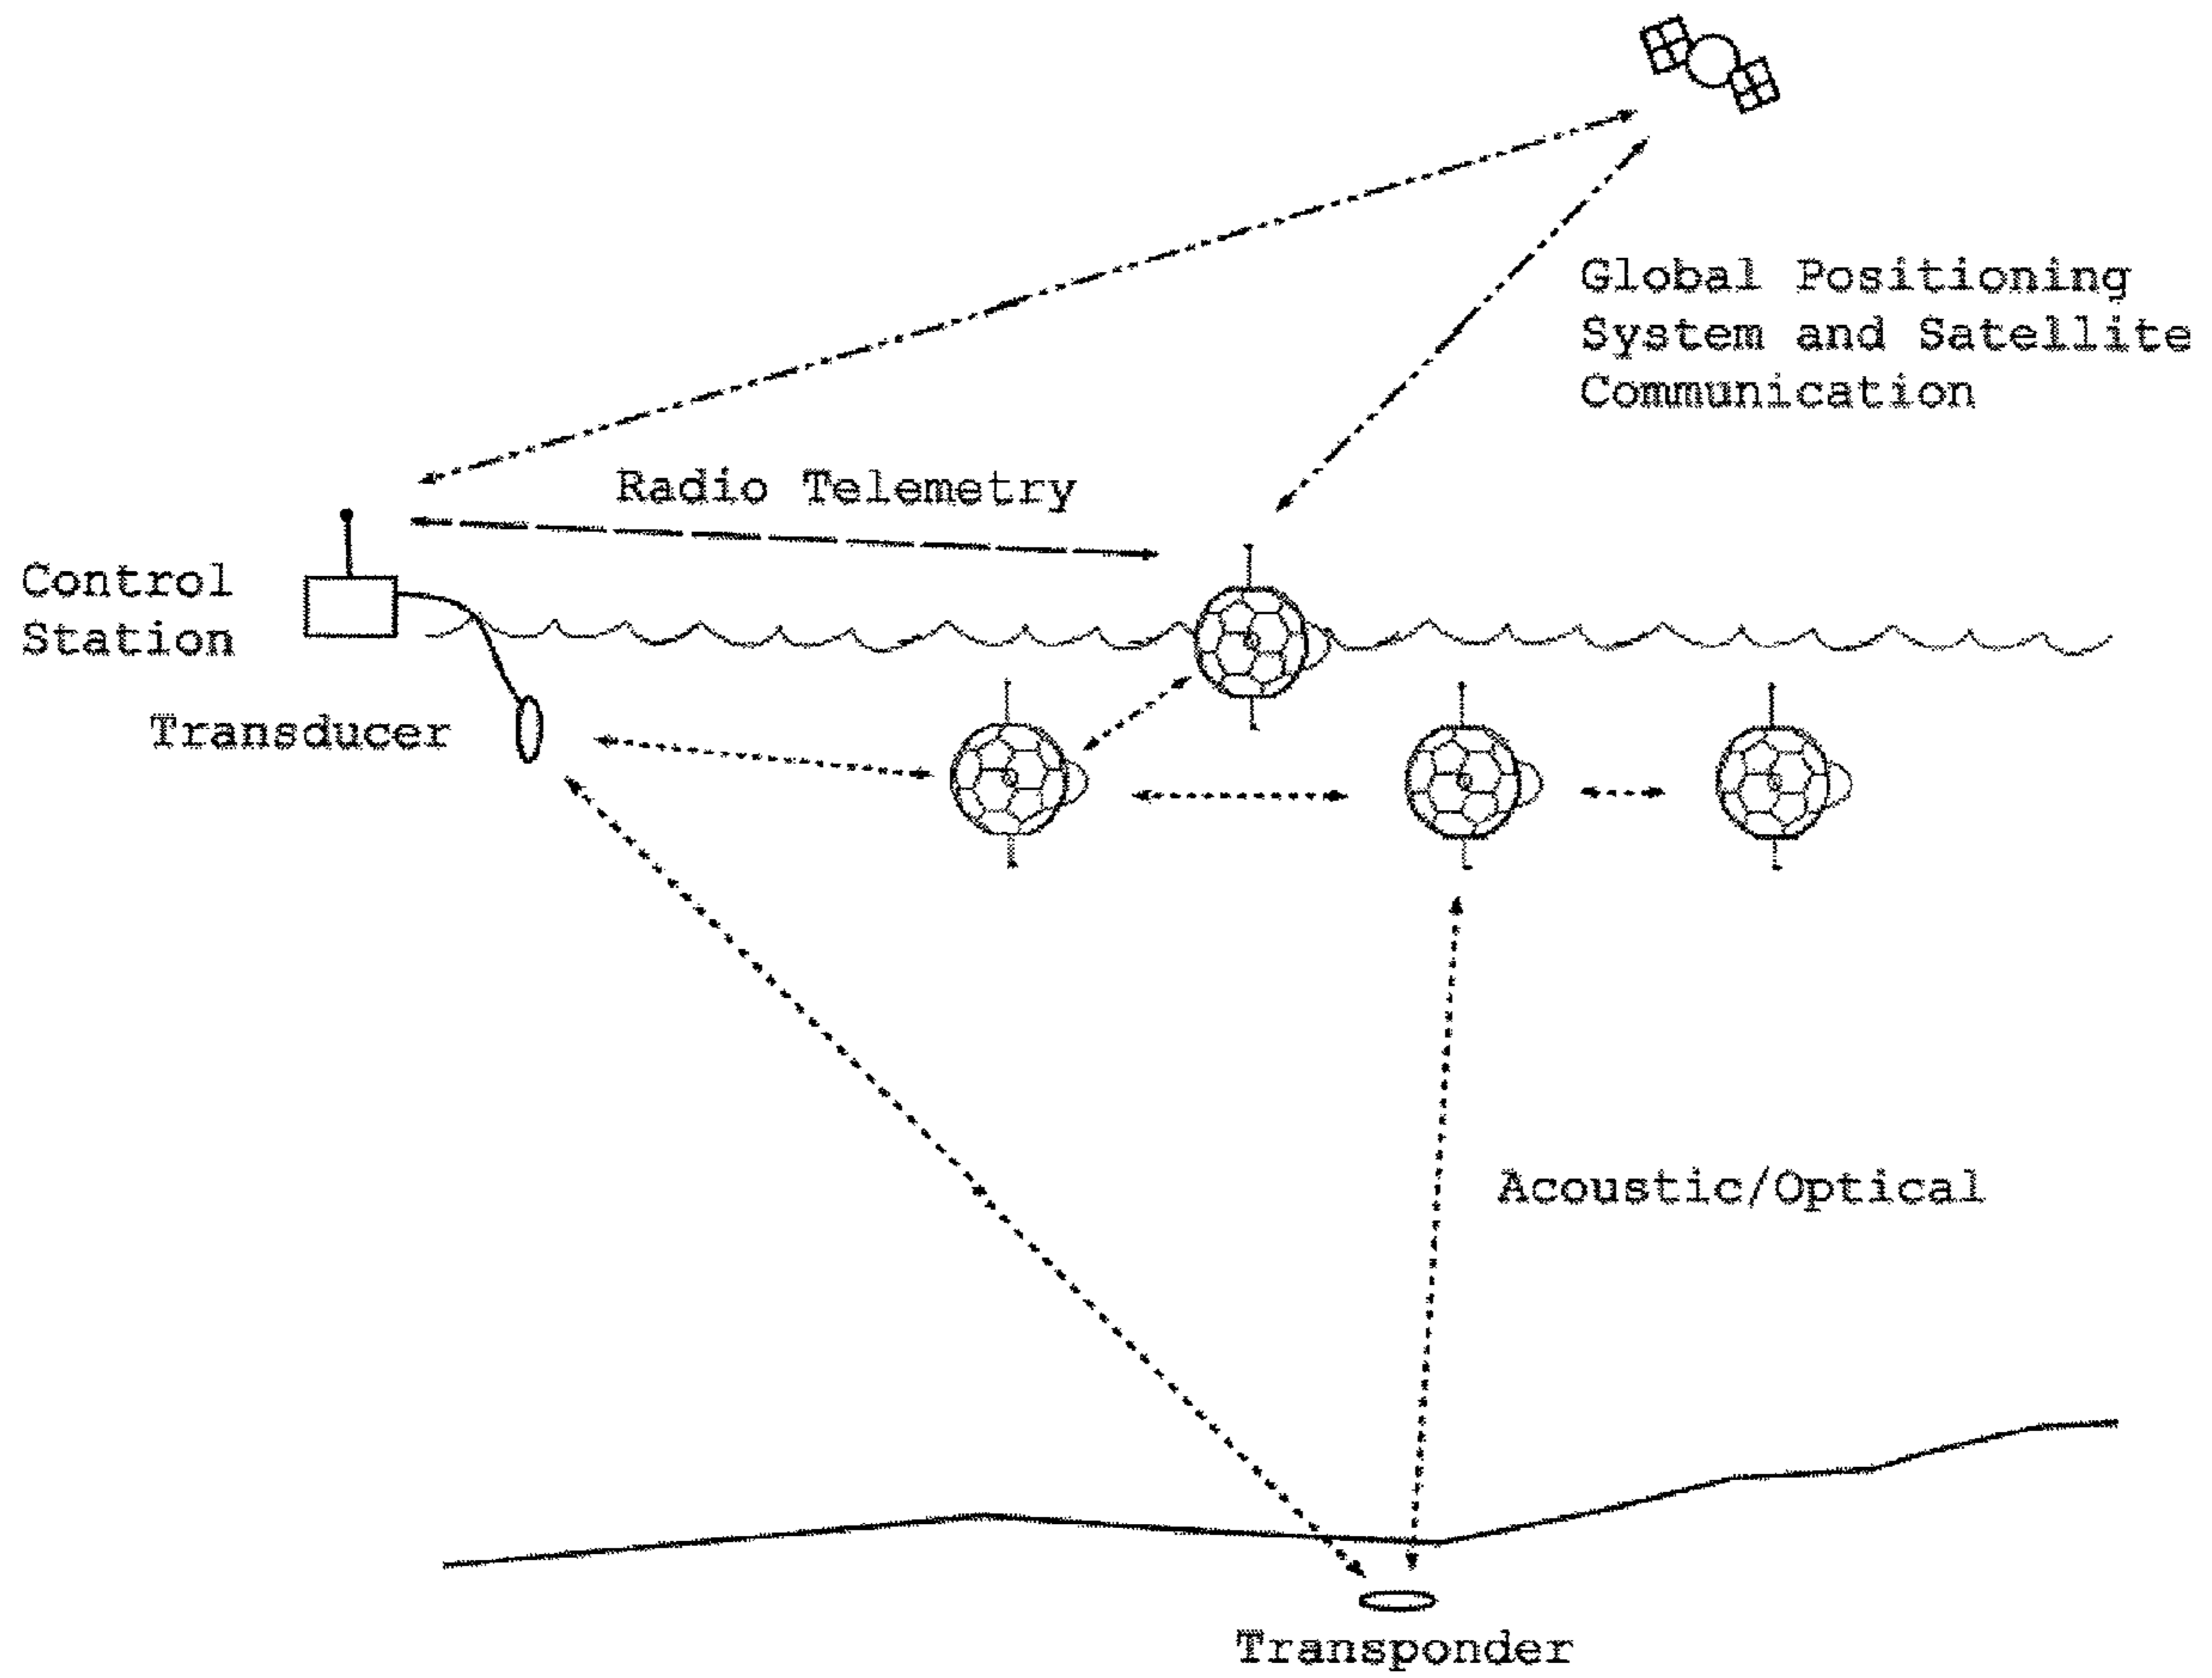 Global Positioning
System and Satellite
Communication
Radio Telemetry
Control
Station
Transducer
Acoustic/Optical
Transponder